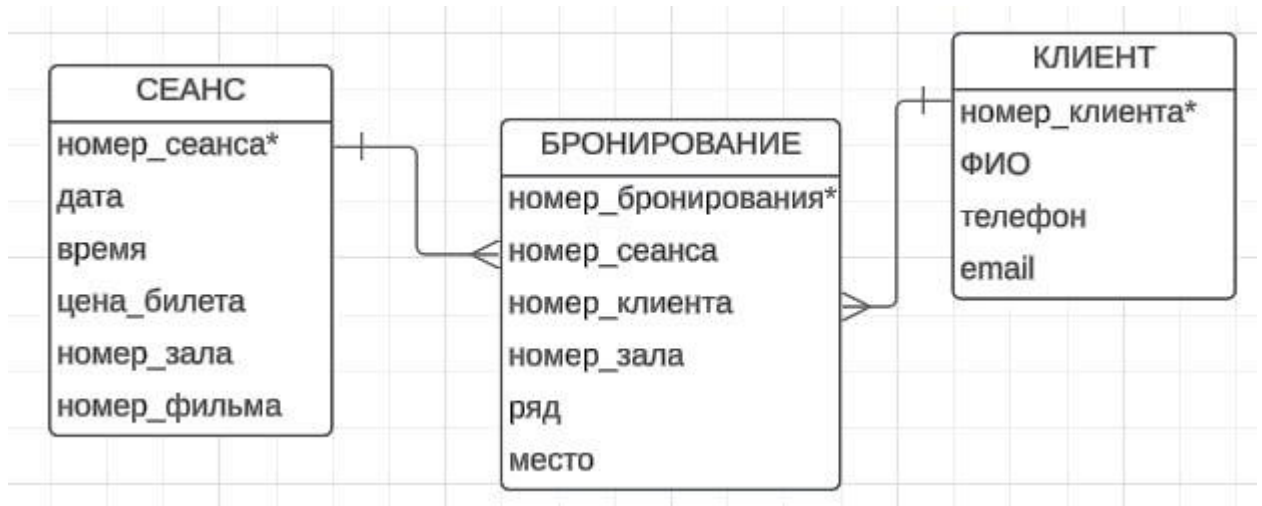 СЕАНС
номер_сеанса*
дата
время
цена_билета
номер_зала
номер_фильма
БРОНИРОВАНИЕ
номер_бронирования*
номер_сеанса
номер_клиента
номер_зала
ряд
место
КЛИЕНТ
номер_клиента*
ФИО
телефон
email